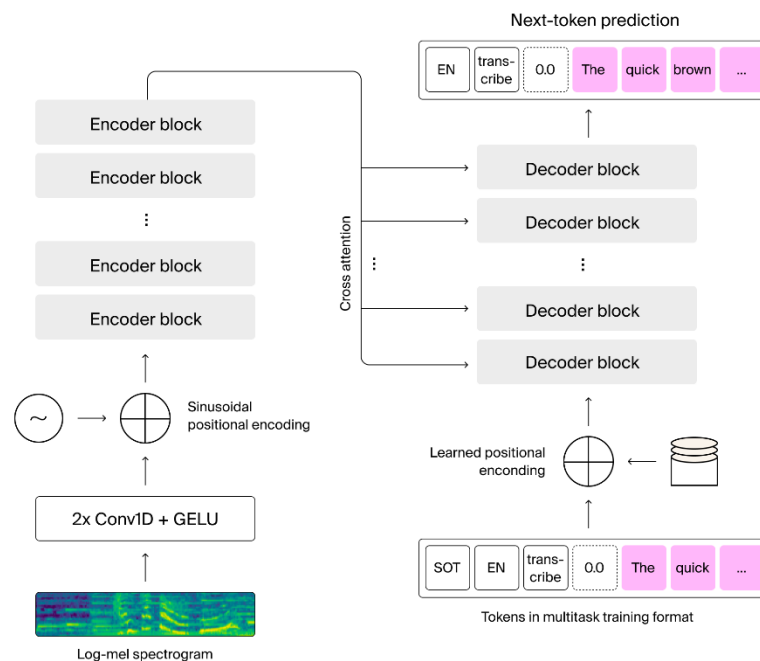 Next-token prediction
EN
trans-
cribe
0.0
The
quick
brown
...
Encoder block
Encoder block
Encoder block
Encoder block
~
Sinusoidal
positional encoding
2x Conv1D + GELU
Log-mel spectrogram
Cross attention
Decoder block
Decoder block
Decoder block
Decoder block
Learned positional
enconding
SOT
EN
trans-
cribe
0.0
The
quick
...
Tokens in multitask training format